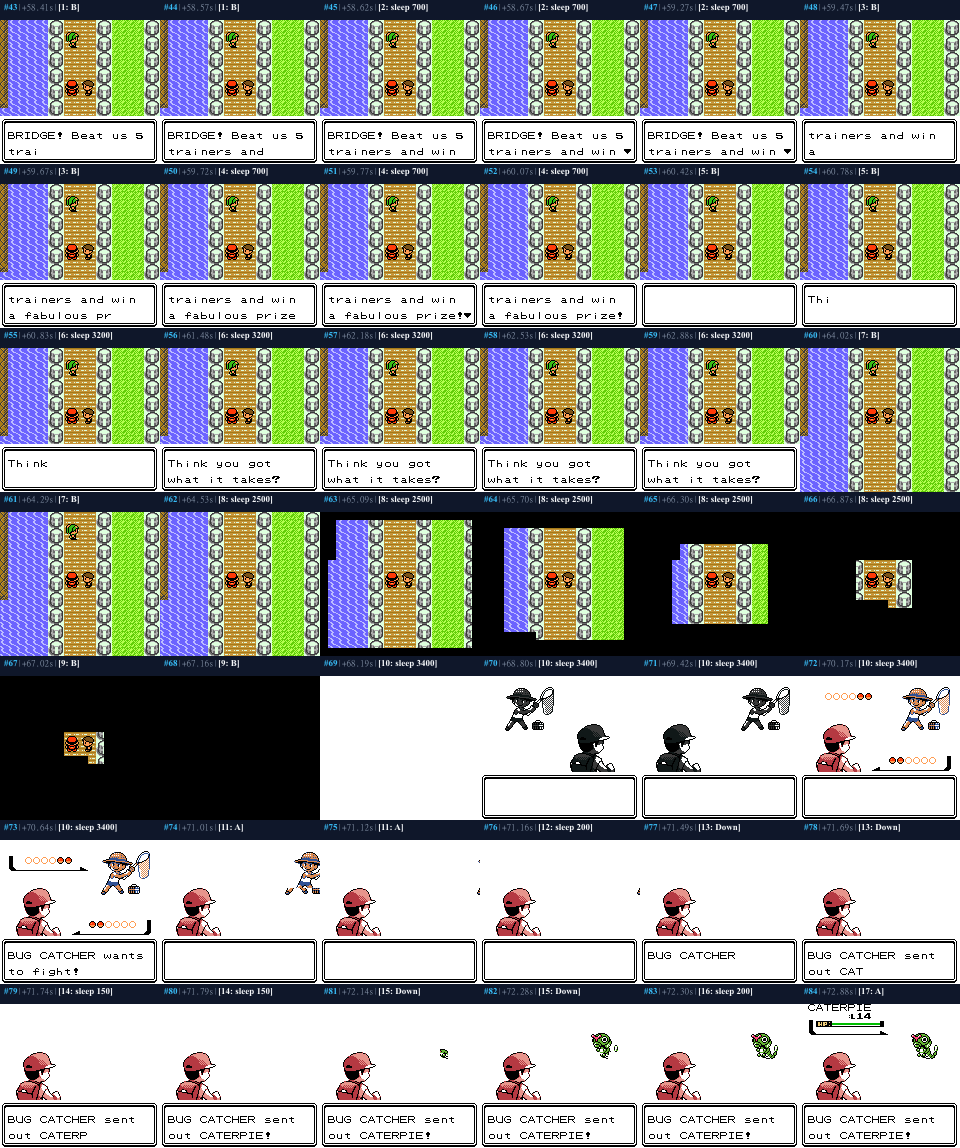 #43 | +58.41s | [1: B]
#44 | +58.57s | [1: B]
#45 | +58.62s | [2: sleep 700]
#46 | +58.67s | [2: sleep 700]
#47 | +59.27s | [2: sleep 700]
#48 | +59.47s | [3: B]
BRIDGE! Beat us 5
trai
BRIDGE! Beat us 5
trainers and
BRIDGE! Beat us 5
trainers and win
BRIDGE! Beat us 5
trainers and win ▼
BRIDGE! Beat us 5
trainers and win ▼
trainers and win
a
#49 | +59.67s | [3: B]
#50 | +59.72s | [4: sleep 700]
#51 | +59.77s | [4: sleep 700]
#52 | +60.07s | [4: sleep 700]
#53 | +60.42s | [5: B]
#54 | +60.78s | [5: B]
trainers and win
a fabulous pr
trainers and win
a fabulous prize
trainers and win
a fabulous prize!▼
trainers and win
a fabulous prize!
Thi
#55 | +60.83s | [6: sleep 3200]
#56 | +61.48s | [6: sleep 3200]
#57 | +62.18s | [6: sleep 3200]
#58 | +62.53s | [6: sleep 3200]
#59 | +62.88s | [6: sleep 3200]
#60 | +64.02s | [7: B]
Think
Think you got
what it takes?
Think you got
what it takes?
Think you got
what it takes?
Think you got
what it takes?
#61 | +64.29s | [7: B]
#62 | +64.53s | [8: sleep 2500]
#63 | +65.09s | [8: sleep 2500]
#64 | +65.70s | [8: sleep 2500]
#65 | +66.30s | [8: sleep 2500]
#66 | +66.87s | [8: sleep 2500]
#67 | +67.02s | [9: B]
#68 | +67.16s | [9: B]
#69 | +68.19s | [10: sleep 3400]
#70 | +68.80s | [10: sleep 3400]
#71 | +69.42s | [10: sleep 3400]
#72 | +70.17s | [10: sleep 3400]
#73 | +70.64s | [10: sleep 3400]
#74 | +71.01s | [11: A]
#75 | +71.12s | [11: A]
#76 | +71.16s | [12: sleep 200]
#77 | +71.49s | [13: Down]
#78 | +71.69s | [13: Down]
BUG CATCHER wants
to fight!
BUG CATCHER
BUG CATCHER sent
out CAT
#79 | +71.74s | [14: sleep 150]
#80 | +71.79s | [14: sleep 150]
#81 | +72.14s | [15: Down]
#82 | +72.28s | [15: Down]
#83 | +72.30s | [16: sleep 200]
#84 | +72.88s | [17: A]
CATERPIE
:L14
HP:
BUG CATCHER sent
out CATERP
BUG CATCHER sent
out CATERPIE!
BUG CATCHER sent
out CATERPIE!
BUG CATCHER sent
out CATERPIE!
BUG CATCHER sent
out CATERPIE!
BUG CATCHER sent
out CATERPIE!